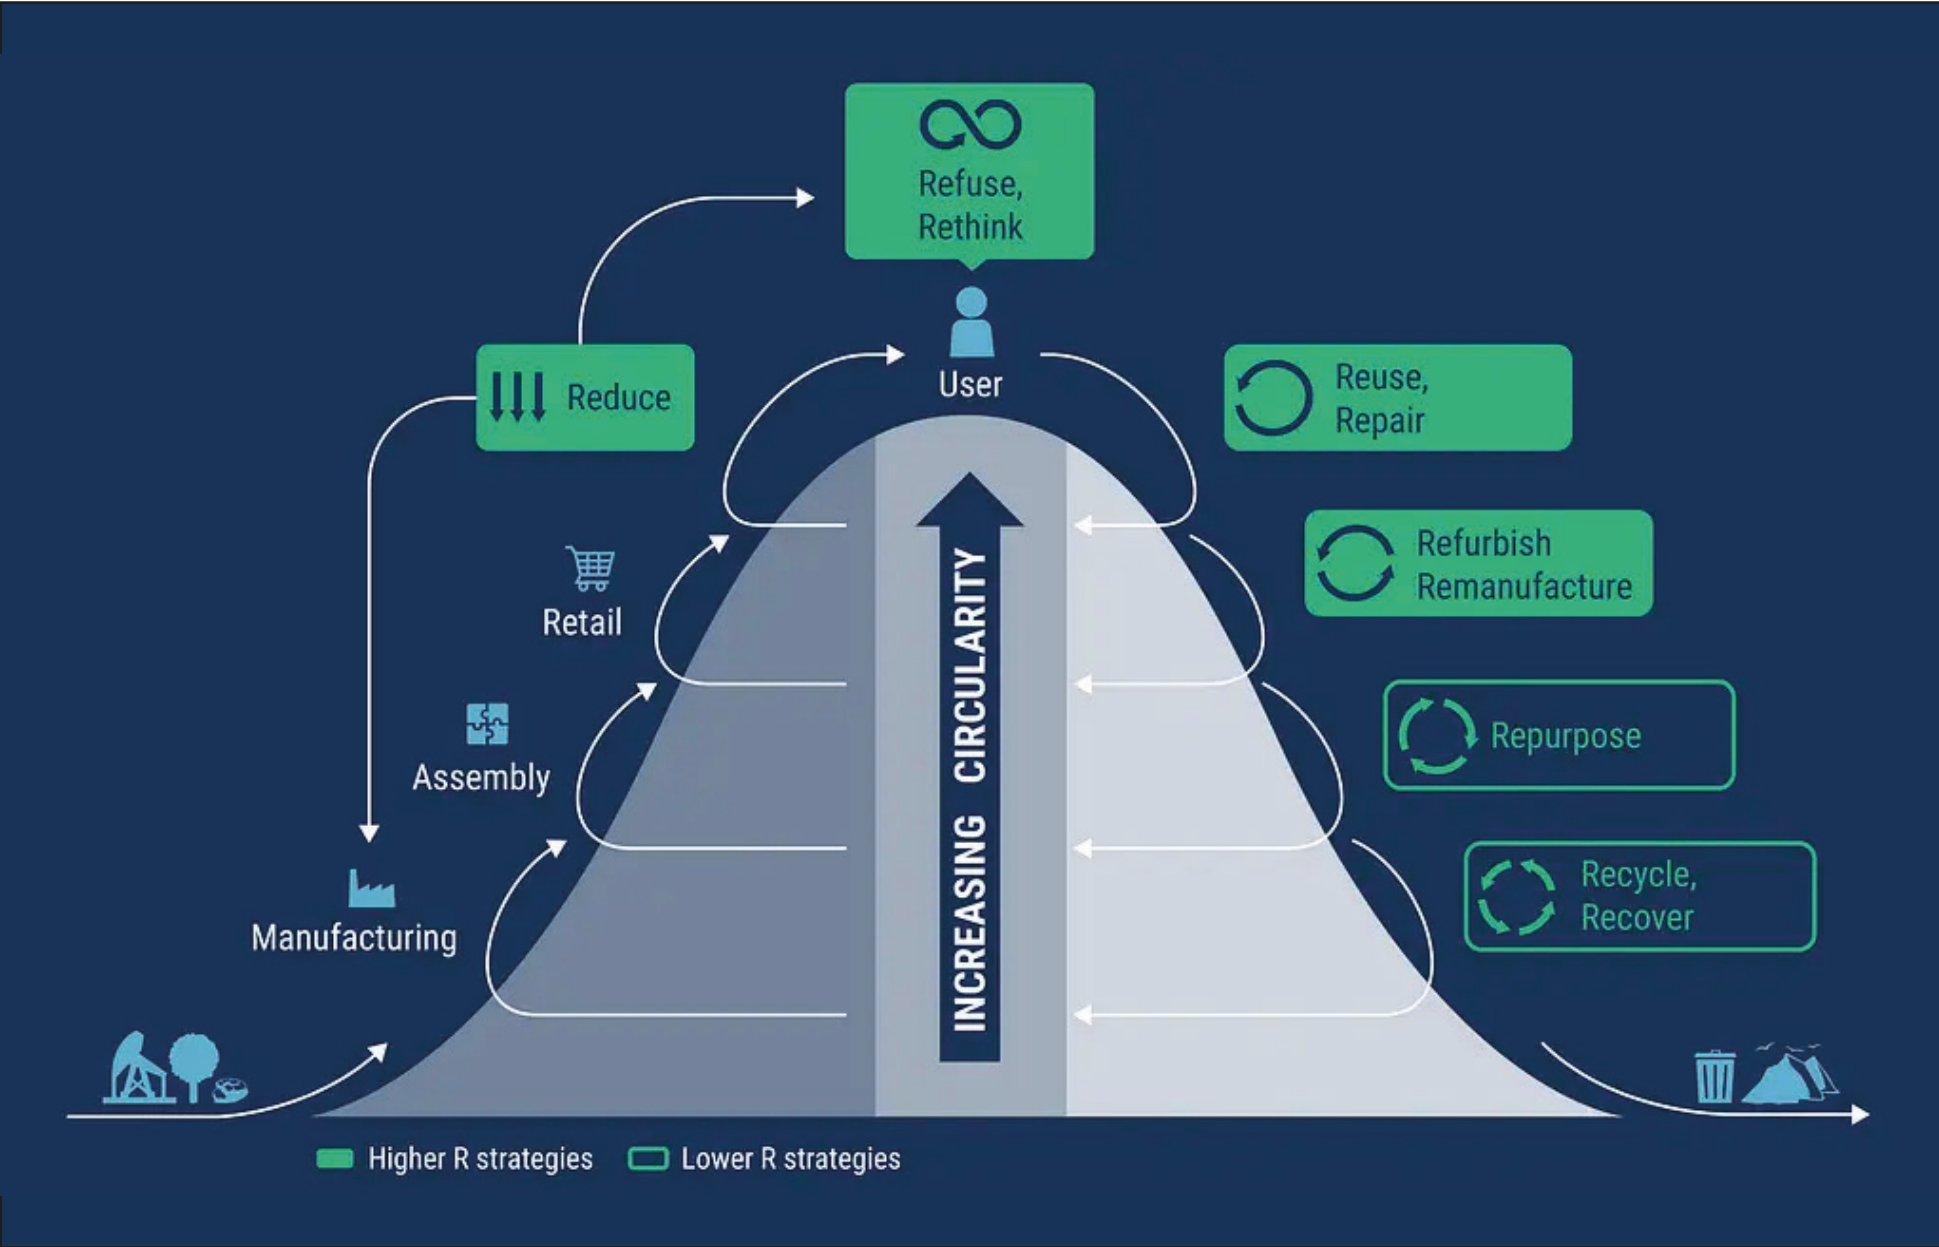 Refuse,
Rethink
Reduce
User
Reuse,
Repair
Refurbish
Remanufacture
Retail
Repurpose
Assembly
Recycle,
Recover
Manufacturing
INCREASING CIRCULARITY
Higher R strategies
Lower R strategies